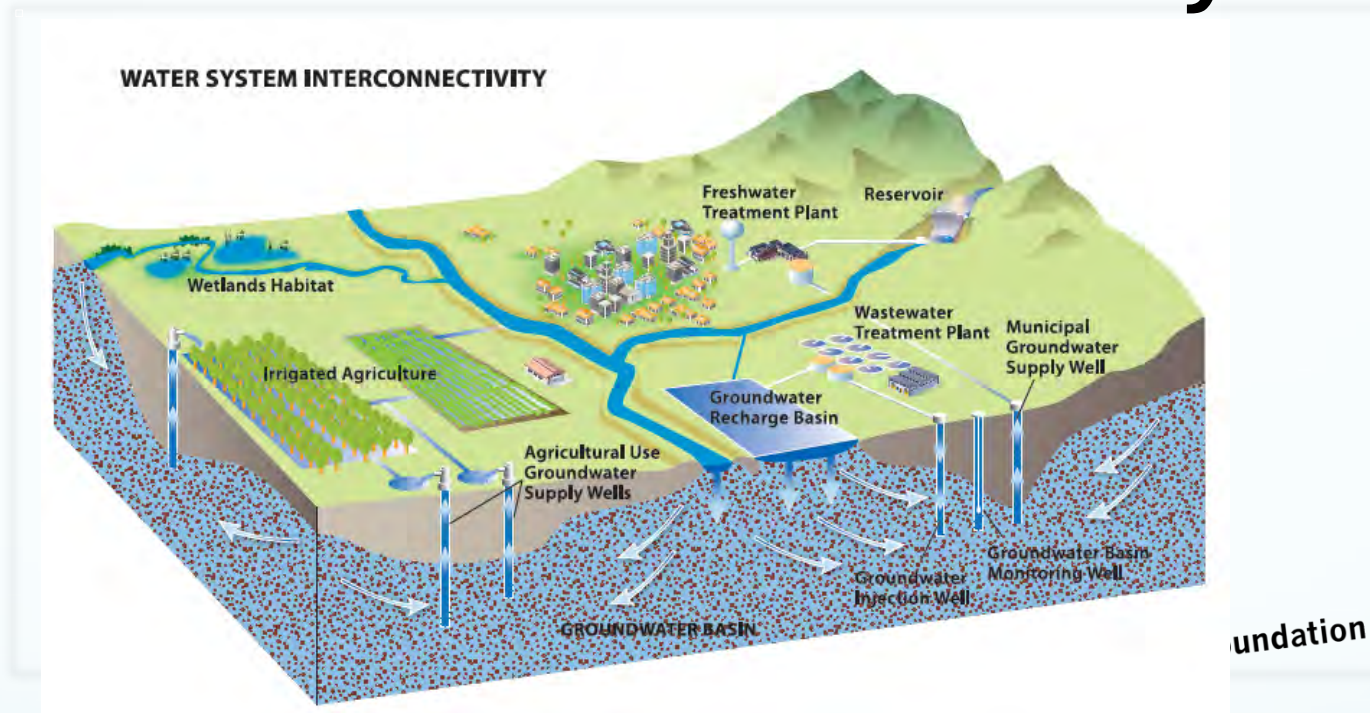 WATER SYSTEM INTERCONNECTIVITY
Freshwater
Treatment Plant
Reservoir
Wetlands Habitat
Wastewater
Treatment Plant
Municipal
Groundwater
Supply Well
Irrigated Agriculture
Groundwater
Recharge Basin
Agricultural Use
Groundwater
Supply Wells
Groundwater
Injection Well
Groundwater Basin
Monitoring Well
GROUNDWATER BASIN
undation